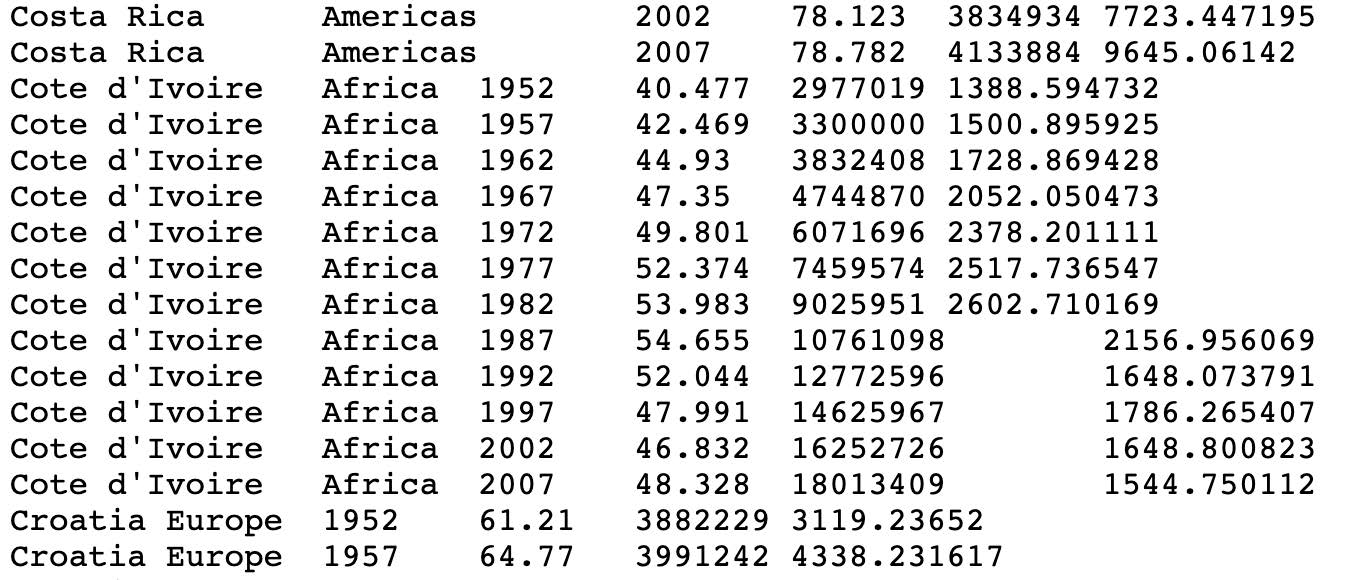 Costa Rica	Americas	2002	78.123	3834934	7723.447195
Costa Rica	Americas	2007	78.782	4133884	9645.06142
Cote d'Ivoire	Africa	1952	40.477	2977019	1388.594732
Cote d'Ivoire	Africa	1957	42.469	3300000	1500.895925
Cote d'Ivoire	Africa	1962	44.93	3832408	1728.869428
Cote d'Ivoire	Africa	1967	47.35	4744870	2052.050473
Cote d'Ivoire	Africa	1972	49.801	6071696	2378.201111
Cote d'Ivoire	Africa	1977	52.374	7459574	2517.736547
Cote d'Ivoire	Africa	1982	53.983	9025951	2602.710169
Cote d'Ivoire	Africa	1987	54.655	10761098	2156.956069
Cote d'Ivoire	Africa	1992	52.044	12772596	1648.073791
Cote d'Ivoire	Africa	1997	47.991	14625967	1786.265407
Cote d'Ivoire	Africa	2002	46.832	16252726	1648.800823
Cote d'Ivoire	Africa	2007	48.328	18013409	1544.750112
Croatia	Europe	1952	61.21	3882229	3119.23652
Croatia	Europe	1957	64.77	3991242	4338.231617